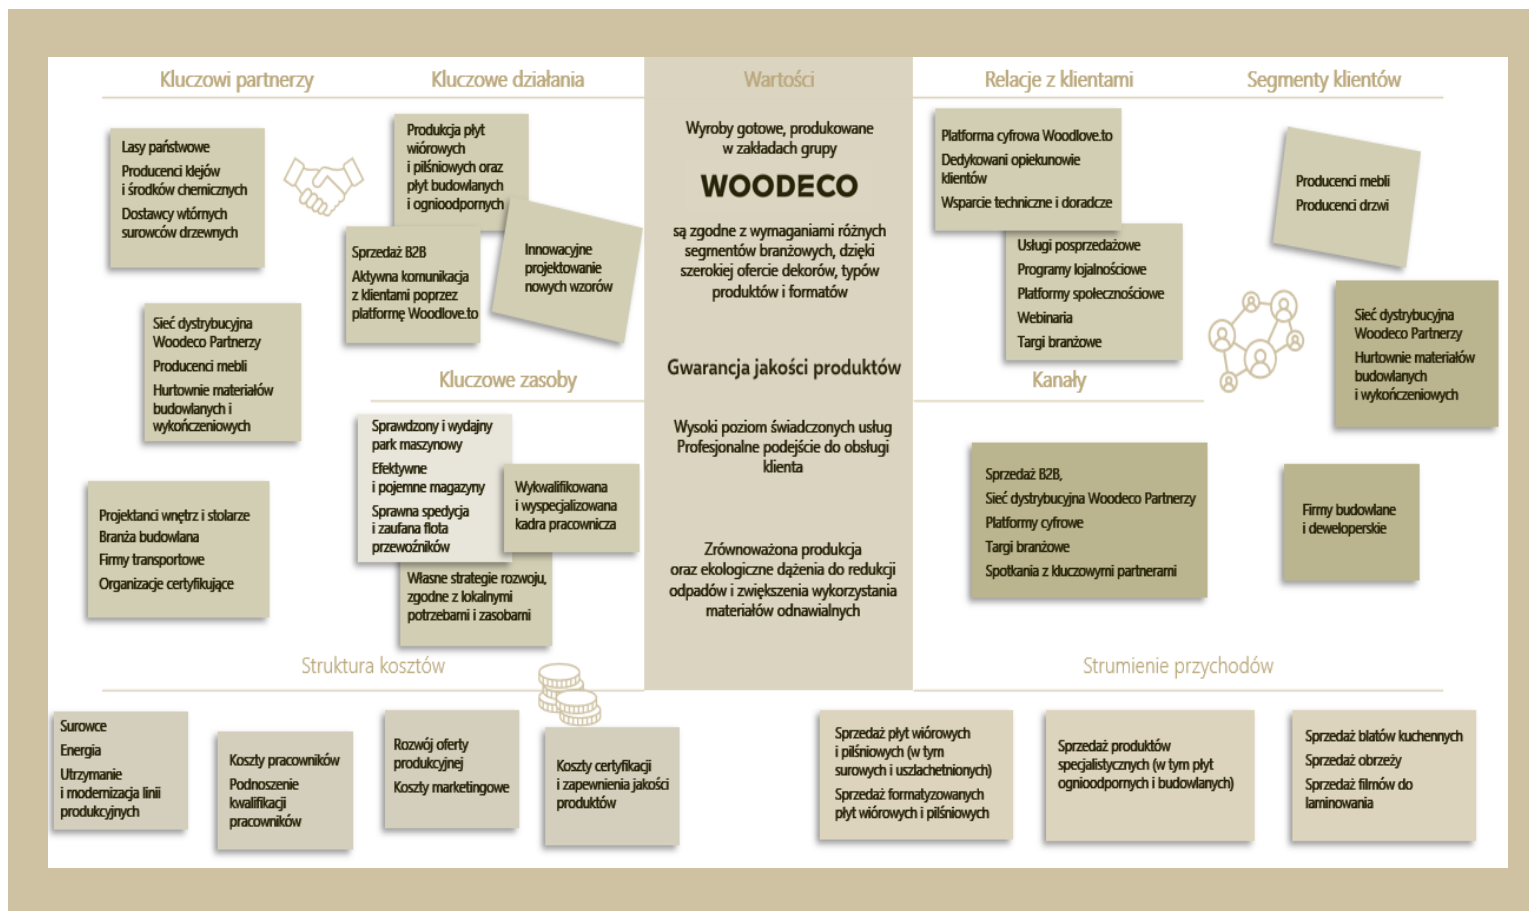 Kluczowi partnerzy
Lasy państwowe
Producenci klejów
i środków chemicznych
Dostawcy wtórnych
surowców drzewnych
Sieć dystrybucyjna
Woodeco Partnerzy
Producenci mebli
Hurtownie materiałów
budowlanych i
wykończeniowych
Projektanci wnętrz i stolarze
Branża budowlana
Firmy transportowe
Organizacje certyfikujące
Kluczowe działania
Produkcja płyt
wiórowych
i pilśniowych oraz
płyt budowlanych
i ognioodpornych
Sprzedaż B2B
Aktywna komunikacja
z klientami poprzez
platformę Woodlove.to
Innowacyjne
projektowanie
nowych wzorów
Kluczowe zasoby
Sprawdzony i wydajny
park maszynowy
Efektywne
i pojemne magazyny
Sprawna spedycja
i zaufana flota
przewoźników
Wykwalifikowana
i wyspecjalizowana
kadra pracownicza
Własne strategie rozwoju,
zgodne z lokalnymi
potrzebami i zasobami
Wartości
Wyroby gotowe, produkowane
w zakładach grupy
WOODECO
są zgodne z wymaganiami różnych
segmentów branżowych, dzięki
szerokiej ofercie dekorów, typów
produktów i formatów
Gwarancja jakości produktów
Wysoki poziom świadczonych usług
Profesjonalne podejście do obsługi
klienta
Zrównoważona produkcja
oraz ekologiczne dążenia do redukcji
odpadów i zwiększenia wykorzystania
materiałów odnawialnych
Relacje z klientami
Platforma cyfrowa Woodlove.to
Dedykowani opiekunowie
klientów
Wsparcie techniczne i doradcze
Usługi posprzedażowe
Programy lojalnościowe
Platformy społecznościowe
Webinaria
Targi branżowe
Kanały
Sprzedaż B2B,
Sieć dystrybucyjna Woodeco Partnerzy
Platformy cyfrowe
Targi branżowe
Spotkania z kluczowymi partnerami
Segmenty klientów
Producenci mebli
Producenci drzwi
Sieć dystrybucyjna
Woodeco Partnerzy
Hurtownie materiałów
budowlanych
i wykończeniowych
Firmy budowlane
i deweloperskie
Struktura kosztów
Surowce
Energia
Utrzymanie
i modernizacja linii
produkcyjnych
Koszty pracowników
Podnoszenie
kwalifikacji
pracowników
Rozwój oferty
produkcyjnej
Koszty marketingowe
Koszty certyfikacji
i zapewnienia jakości
produktów
Strumienie przychodów
Sprzedaż płyt wiórowych
i pilśniowych (w tym
surowych i uszlachetnionych)
Sprzedaż formatyzowanych
płyt wiórowych i pilśniowych
Sprzedaż produktów
specjalistycznych (w tym płyt
ognioodpornych i budowlanych)
Sprzedaż blatów kuchennych
Sprzedaż obrzeży
Sprzedaż filmów do
laminowania